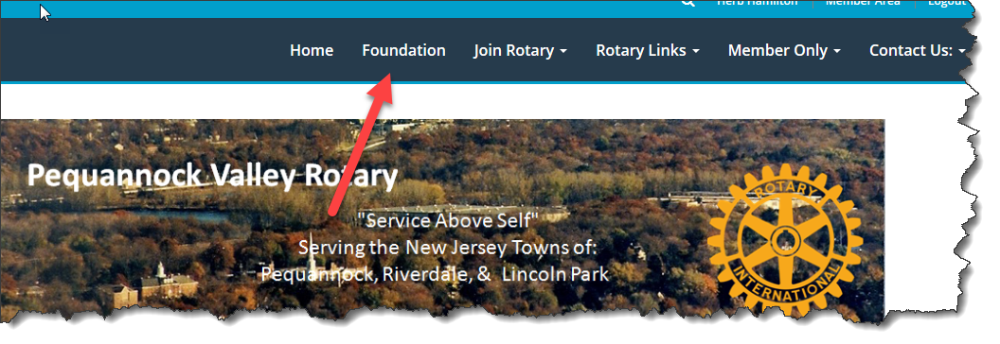 Herb Hamilton Member Area Logout
Home Foundation Join Rotary Rotary Links Member Only Contact Us:
Pequannock Valley Rotary
"Service Above Self"
Serving the New Jersey Towns of:
Pequannock, Riverdale, & Lincoln Park
ROTARY
INTERNATIONAL